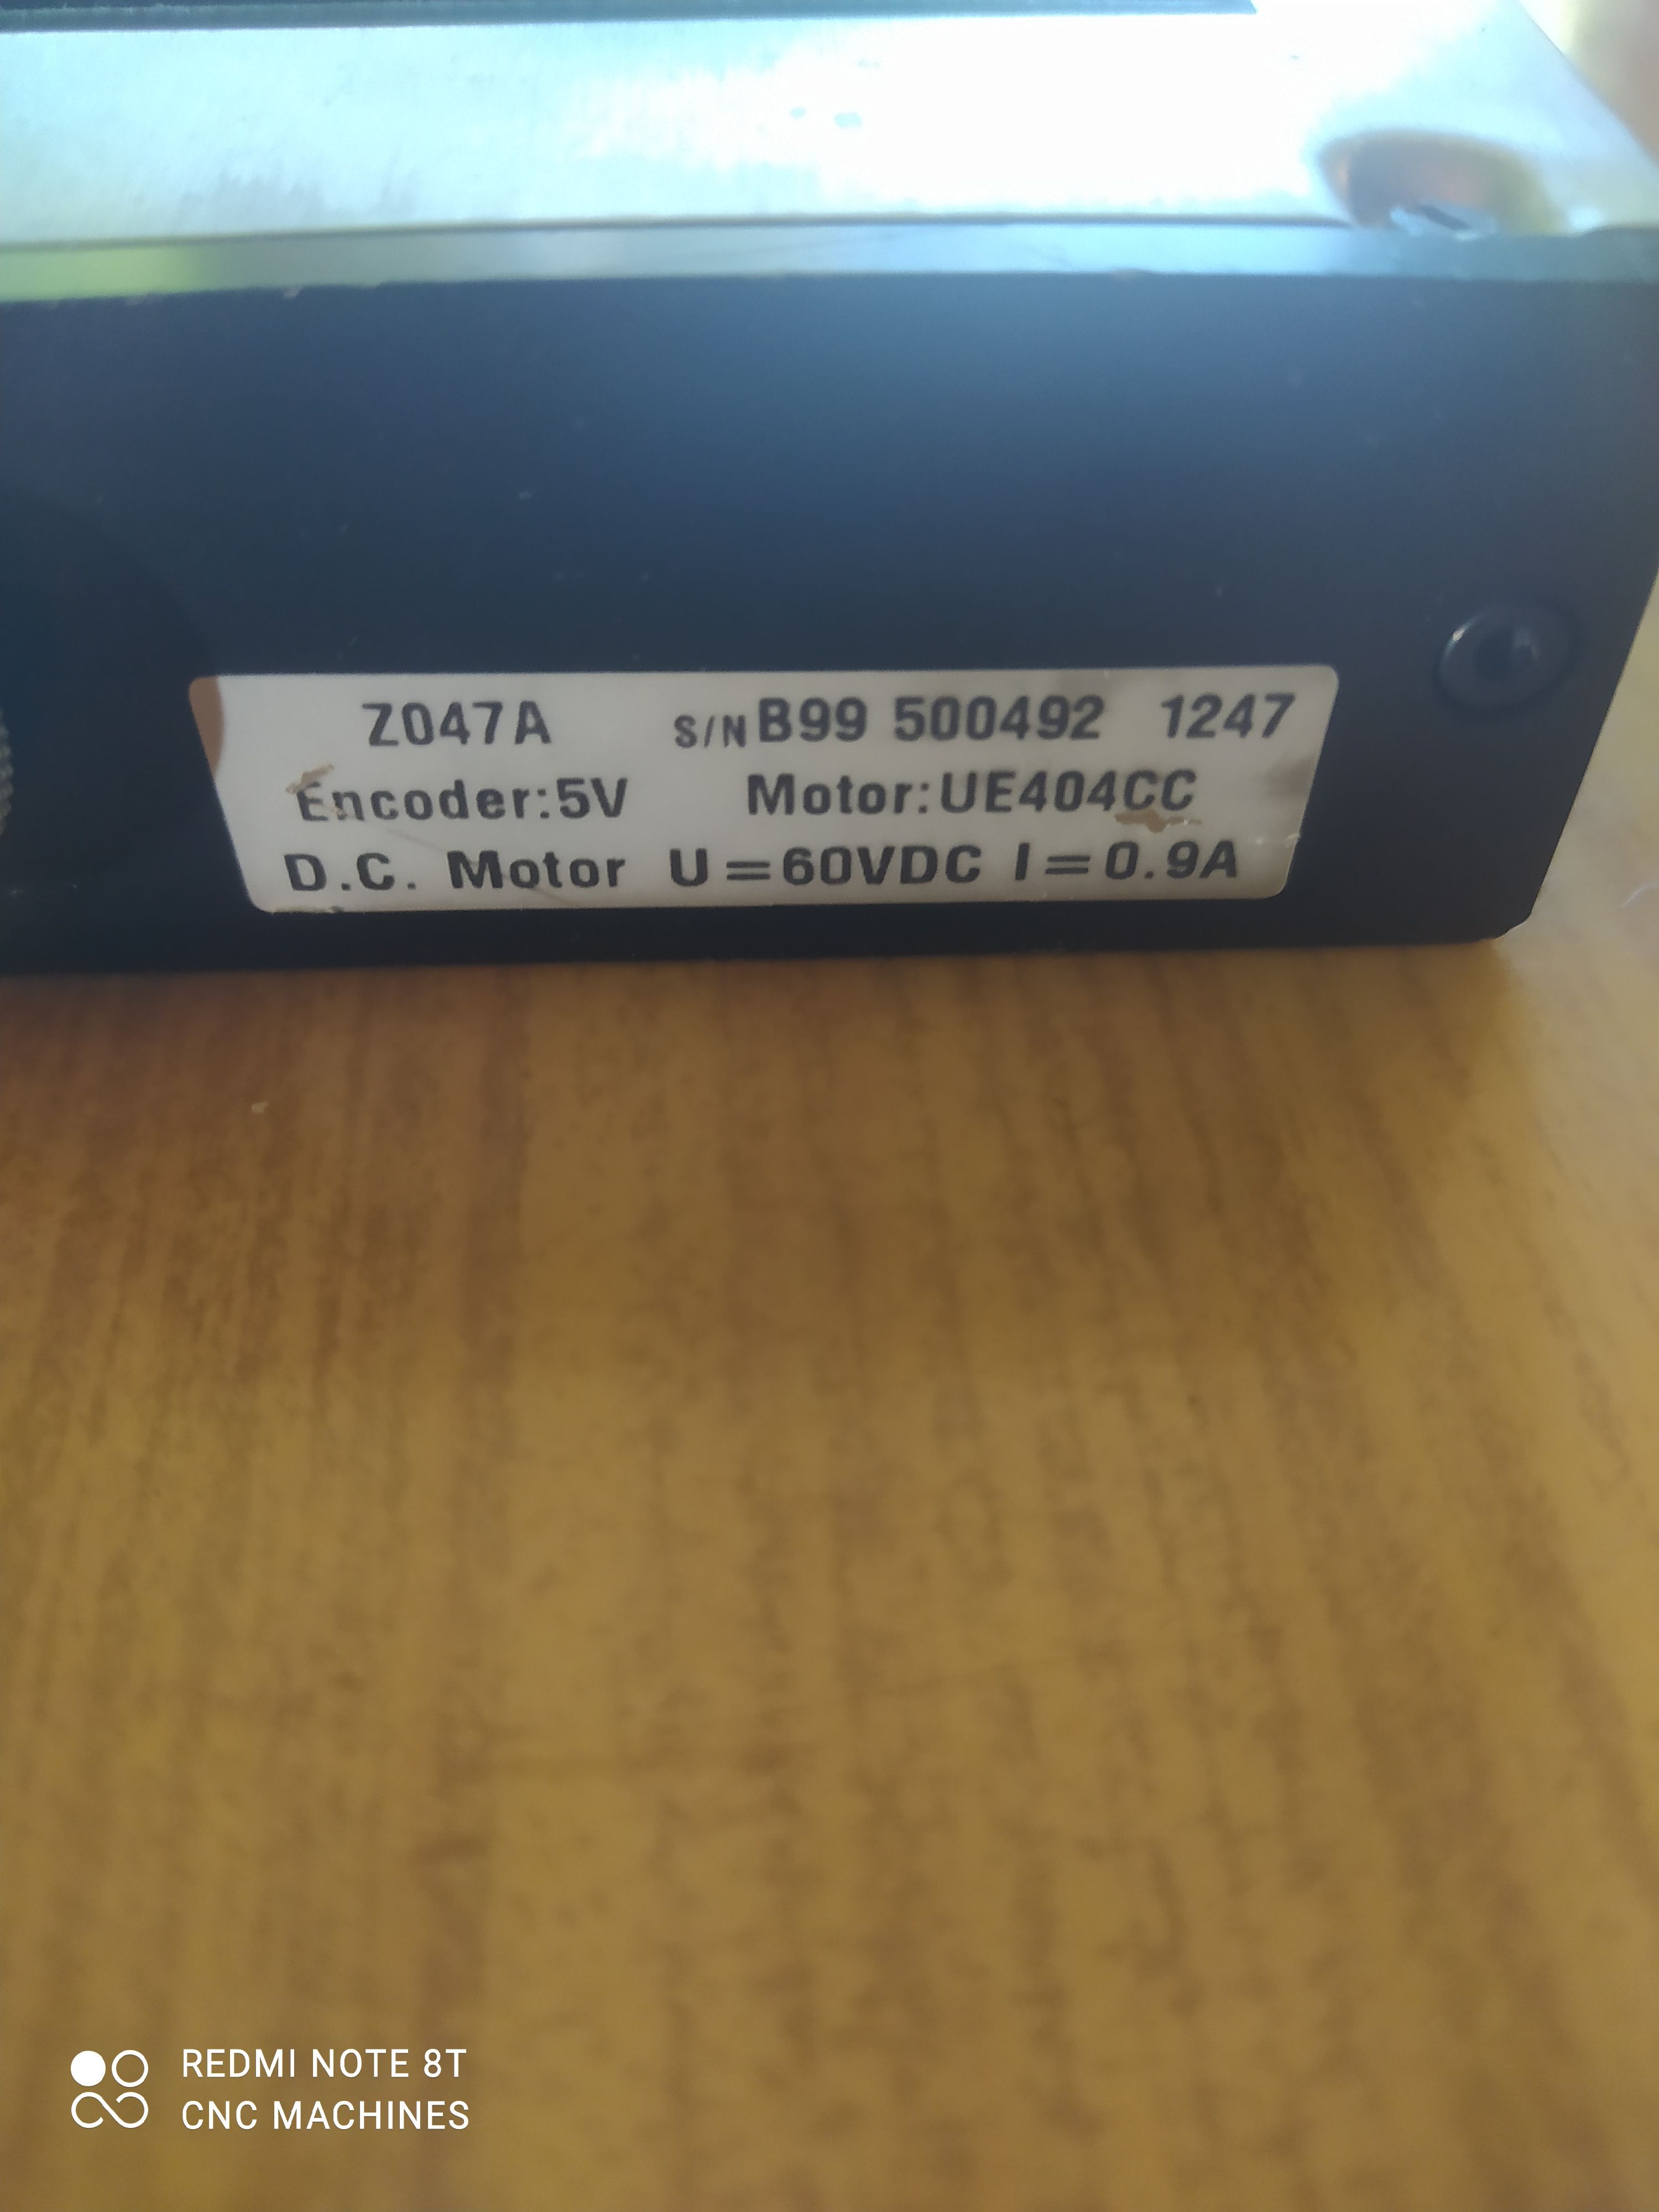 Z047A S/N B99 500492 1247
Encoder:5V Motor:UE404CC
D.C. Motor U=60VDC I=0.9A
REDMI NOTE 8T
CNC MACHINES